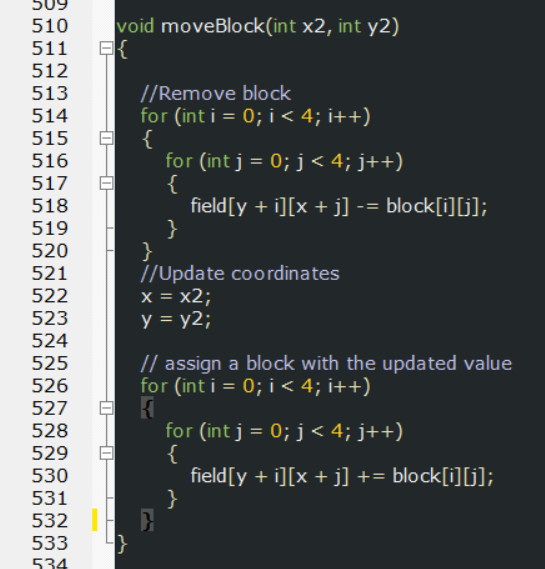 509
510 void moveBlock(int x2, int y2)
511 {
512
513 //Remove block
514 for (int i = 0; i < 4; i++)
515 {
516 for (int j = 0; j < 4; j++)
517 {
518 field[y + i][x + j] -= block[i][j];
519 }
520 }
521 //Update coordinates
522 x = x2;
523 y = y2;
524
525 // assign a block with the updated value
526 for (int i = 0; i < 4; i++)
527 {
528 for (int j = 0; j < 4; j++)
529 {
530 field[y + i][x + j] += block[i][j];
531 }
532 }
533 }
534